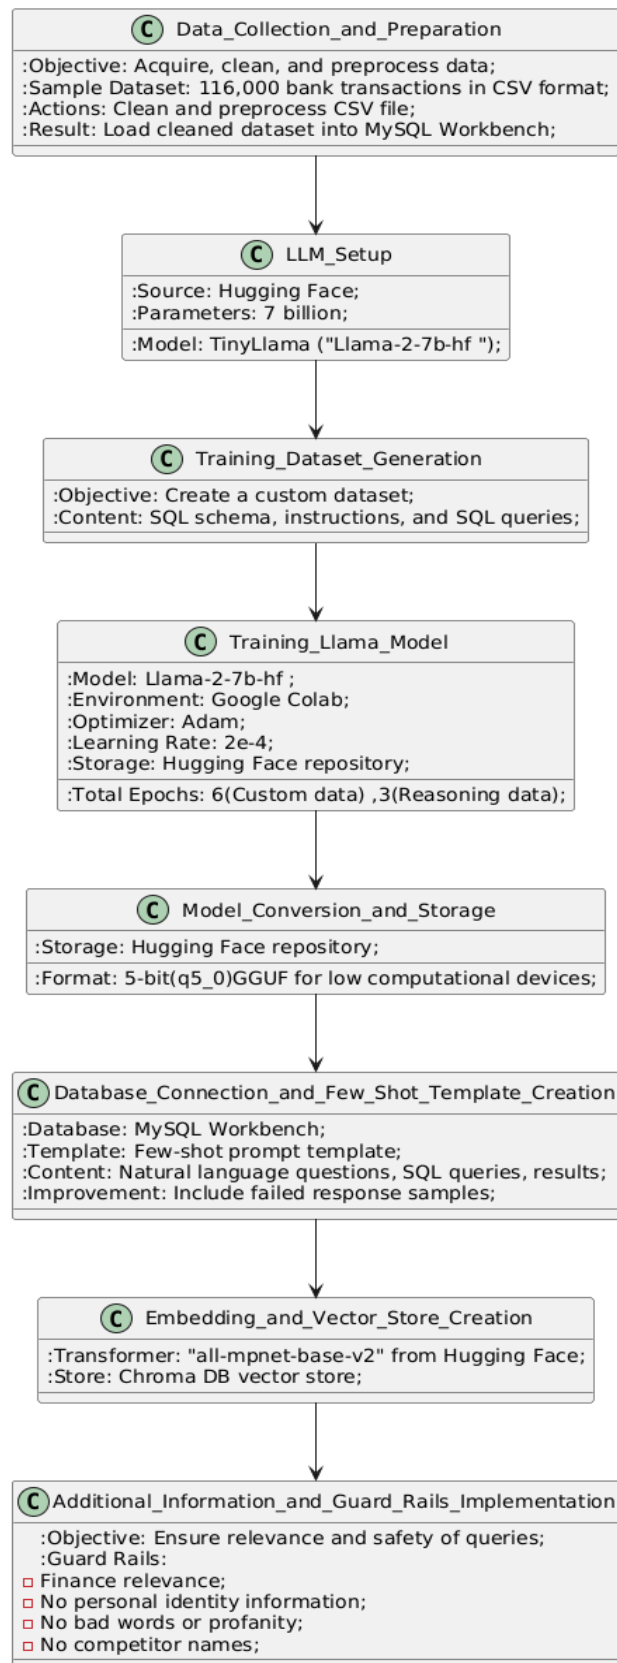 C Data_Collection_and_Preparation
:Objective: Acquire, clean, and preprocess data;
:Sample Dataset: 116,000 bank transactions in CSV format;
:Actions: Clean and preprocess CSV file;
:Result: Load cleaned dataset into MySQL Workbench;
C LLM_Setup
:Source: Hugging Face;
:Parameters: 7 billion;
:Model: TinyLlama ("Llama-2-7b-hf ");
C Training_Dataset_Generation
:Objective: Create a custom dataset;
:Content: SQL schema, instructions, and SQL queries;
C Training_Llama_Model
:Model: Llama-2-7b-hf ;
:Environment: Google Colab;
:Optimizer: Adam;
:Learning Rate: 2e-4;
:Storage: Hugging Face repository;
:Total Epochs: 6(Custom data) ,3(Reasoning data);
C Model_Conversion_and_Storage
:Storage: Hugging Face repository;
:Format: 5-bit(q5_0)GGUF for low computational devices;
C Database_Connection_and_Few_Shot_Template_Creation
:Database: MySQL Workbench;
:Template: Few-shot prompt template;
:Content: Natural language questions, SQL queries, results;
:Improvement: Include failed response samples;
C Embedding_and_Vector_Store_Creation
:Transformer: "all-mpnet-base-v2" from Hugging Face;
:Store: Chroma DB vector store;
C Additional_Information_and_Guard_Rails_Implementation
:Objective: Ensure relevance and safety of queries;
:Guard Rails:
Finance relevance;
No personal identity information;
No bad words or profanity;
No competitor names;